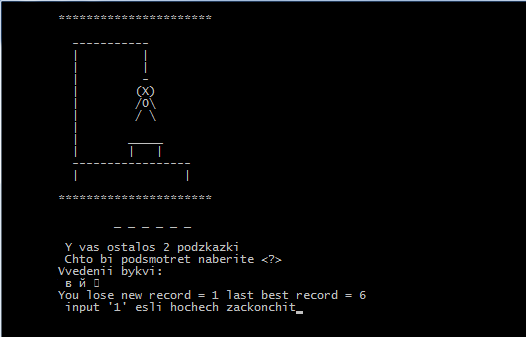 _ _ _ _ _ _
Y vas ostalos 2 podzkazki
Chto bi podsmotret naberite <?>
Vvedenii bykvi:
в й
You lose new record = 1 last best record = 6
input '1' esli hochech zackonchit_